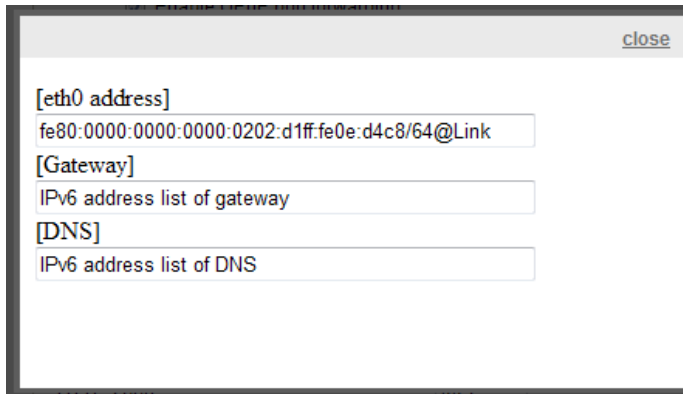 close
[eth0 address]
fe80:0000:0000:0000:0202:d1ff:fe0e:d4c8/64@Link
[Gateway]
IPv6 address list of gateway
[DNS]
IPv6 address list of DNS